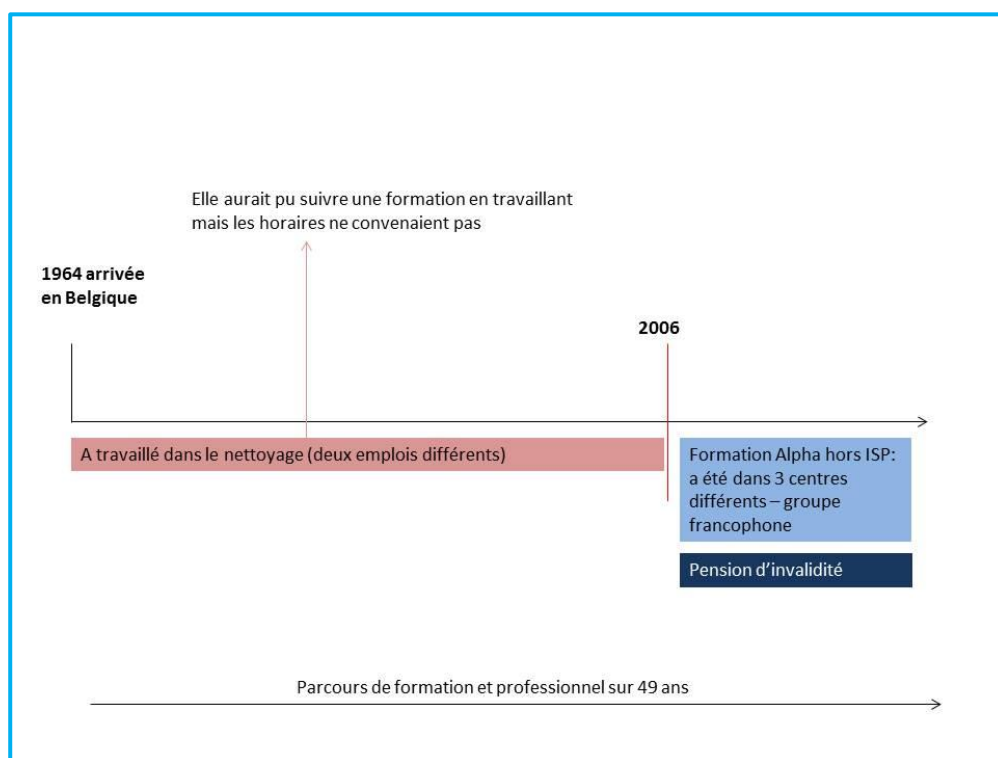 Elle aurait pu suivre une formation en travaillant
mais les horaires ne convenaient pas
1964 arrivée
en Belgique
2006
A travaillé dans le nettoyage (deux emplois différents)
Formation Alpha hors ISP:
a été dans 3 centres
différents – groupe
francophone
Pension d’invalidité
Parcours de formation et professionnel sur 49 ans